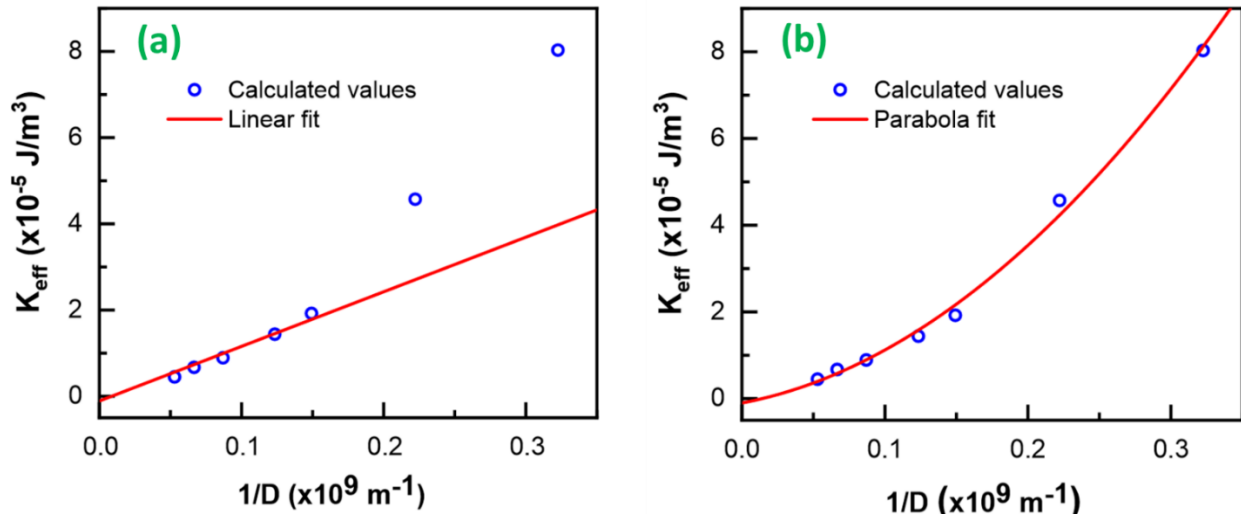 (a)
8
6
4
2
0
K_eff (x10^-5 J/m^3)
Calculated values
Linear fit
0.0 0.1 0.2 0.3
1/D (x10^9 m^-1)
(b)
8
6
4
2
0
K_eff (x10^-5 J/m^3)
Calculated values
Parabola fit
0.0 0.1 0.2 0.3
1/D (x10^9 m^-1)